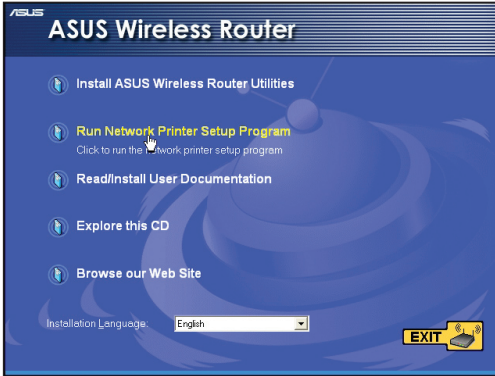 ASUS
ASUS Wireless Router
Install ASUS Wireless Router Utilities
Run Network Printer Setup Program
Click to run the network printer setup program
Read/Install User Documentation
Explore this CD
Browse our Web Site
Installation Language: English
EXIT